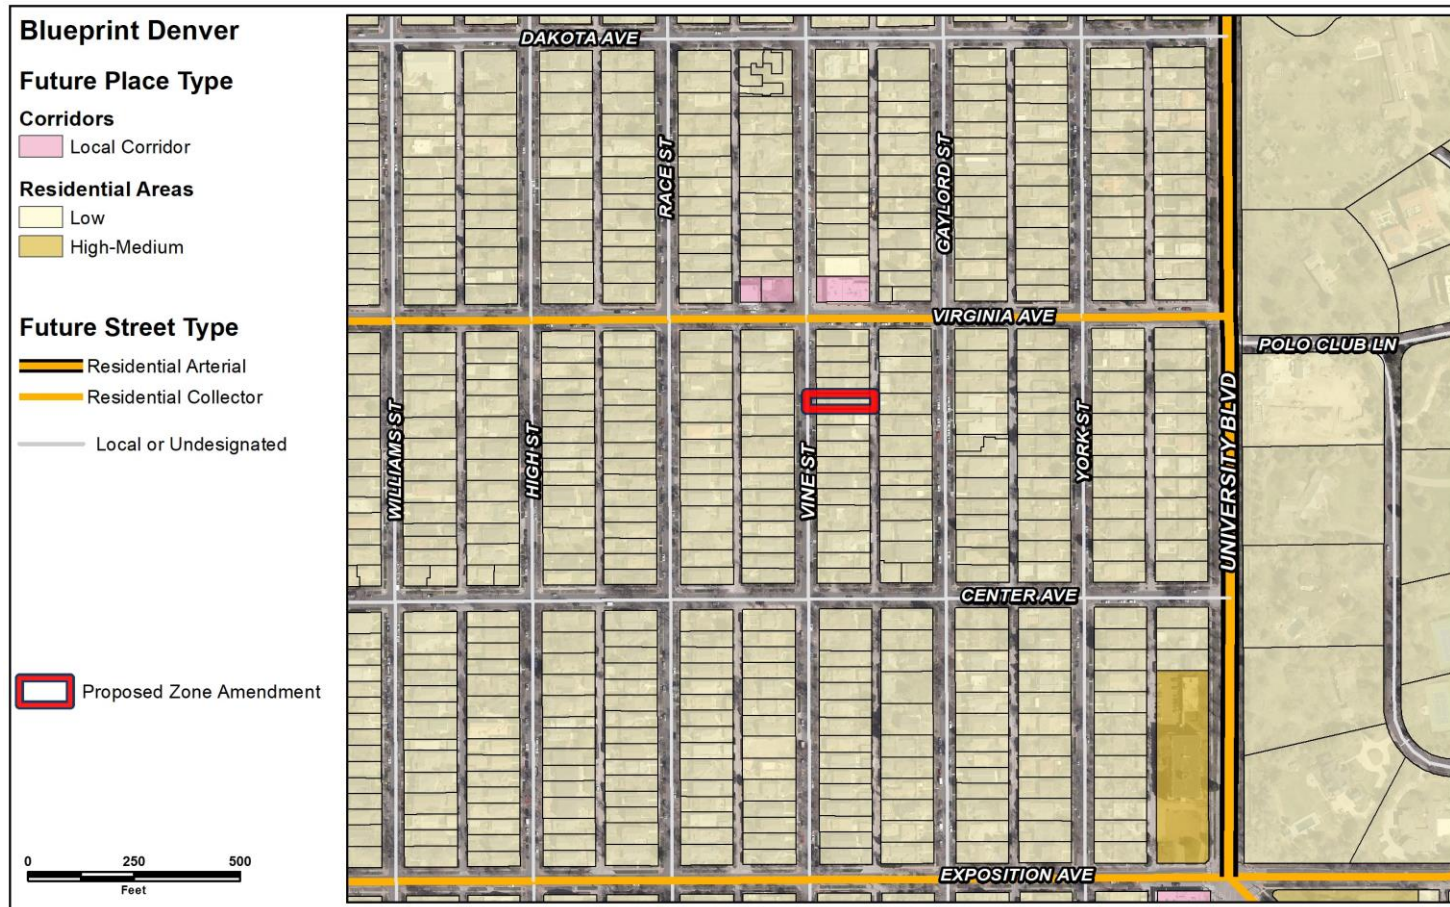 Blueprint Denver
Future Place Type
Corridors
Local Corridor
Residential Areas
Low
High-Medium
Future Street Type
Residential Arterial
Residential Collector
Local or Undesignated
Proposed Zone Amendment
0 250 500
Feet
DAKOTA AVE
RACE ST
GAYLORD ST
VIRGINIA AVE
POLO CLUB LN
WILLIAMS ST
HIGH ST
VINE ST
YORK ST
UNIVERSITY BLVD
CENTER AVE
EXPOSITION AVE